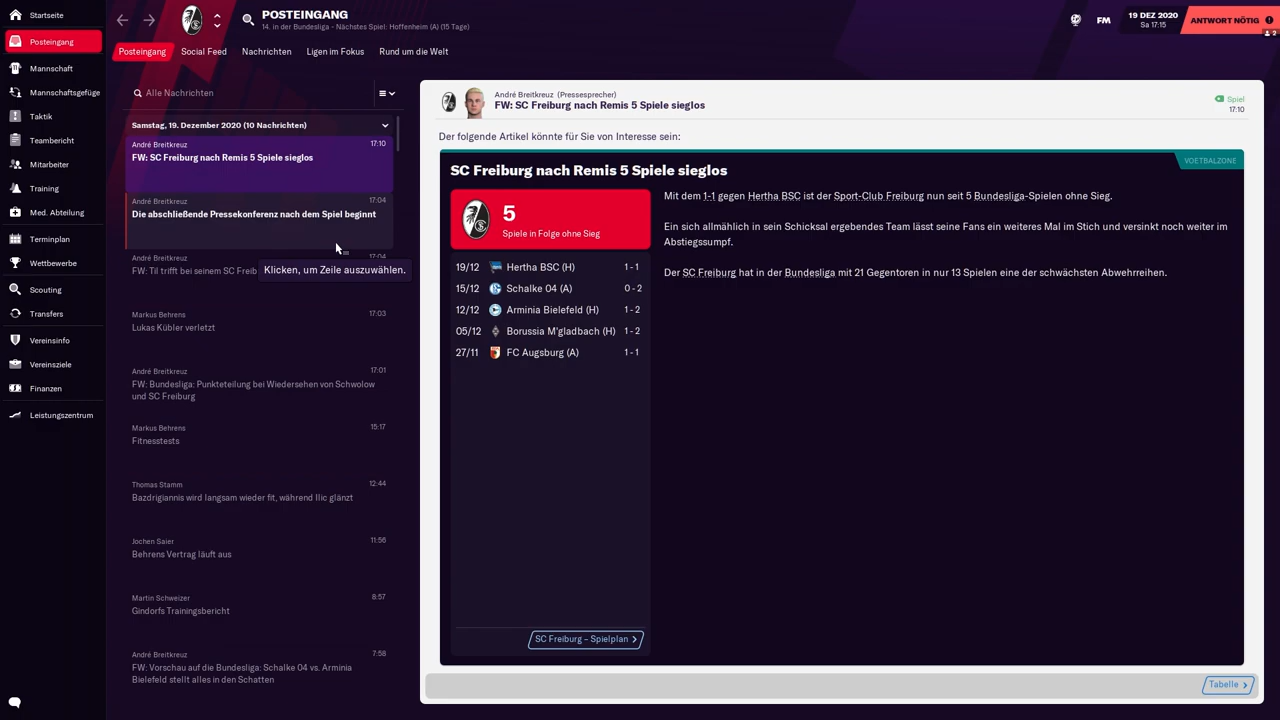 Startseite
Posteingang
Mannschaft
Mannschaftsgefüge
Taktik
Teambericht
Mitarbeiter
Training
Med. Abteilung
Terminplan
Wettbewerbe
Scouting
Transfers
Vereinsinfo
Vereinsziele
Finanzen
Leistungszentrum
POSTEINGANG
14. in der Bundesliga - Nächstes Spiel: Hoffenheim (A) (15 Tage)
FM
19 DEZ 2020
Sa 17:15
ANTWORT NÖTIG
2
Posteingang
Social Feed
Nachrichten
Ligen im Fokus
Rund um die Welt
Alle Nachrichten
Samstag, 19. Dezember 2020 (10 Nachrichten)
André Breitkreuz 17:10
FW: SC Freiburg nach Remis 5 Spiele sieglos
André Breitkreuz 17:04
Die abschließende Pressekonferenz nach dem Spiel beginnt
André Breitkreuz 17:04
FW: Til trifft bei seinem SC Freib
Klicken, um Zeile auszuwählen.
Markus Behrens 17:03
Lukas Kübler verletzt
André Breitkreuz 17:01
FW: Bundesliga: Punkteteilung bei Wiedersehen von Schwolow
und SC Freiburg
Markus Behrens 15:17
Fitnesstests
Thomas Stamm 12:44
Bazdrigiannis wird langsam wieder fit, während Ilic glänzt
Jochen Saier 11:56
Behrens Vertrag läuft aus
Martin Schweizer 8:57
Gindorfs Trainingsbericht
André Breitkreuz 7:58
FW: Vorschau auf die Bundesliga: Schalke 04 vs. Arminia
Bielefeld stellt alles in den Schatten
André Breitkreuz (Pressesprecher)
FW: SC Freiburg nach Remis 5 Spiele sieglos
Spiel
17:10
Der folgende Artikel könnte für Sie von Interesse sein:
VOETBALZONE
SC Freiburg nach Remis 5 Spiele sieglos
5
Spiele in Folge ohne Sieg
19/12 Hertha BSC (H) 1 - 1
15/12 Schalke 04 (A) 0 - 2
12/12 Arminia Bielefeld (H) 1 - 2
05/12 Borussia M'gladbach (H) 1 - 2
27/11 FC Augsburg (A) 1 - 1
SC Freiburg – Spielplan
Mit dem 1-1 gegen Hertha BSC ist der Sport-Club Freiburg nun seit 5 Bundesliga-Spielen ohne Sieg.
Ein sich allmählich in sein Schicksal ergebendes Team lässt seine Fans ein weiteres Mal im Stich und versinkt noch weiter im
Abstiegssumpf.
Der SC Freiburg hat in der Bundesliga mit 21 Gegentoren in nur 13 Spielen eine der schwächsten Abwehrreihen.
Tabelle